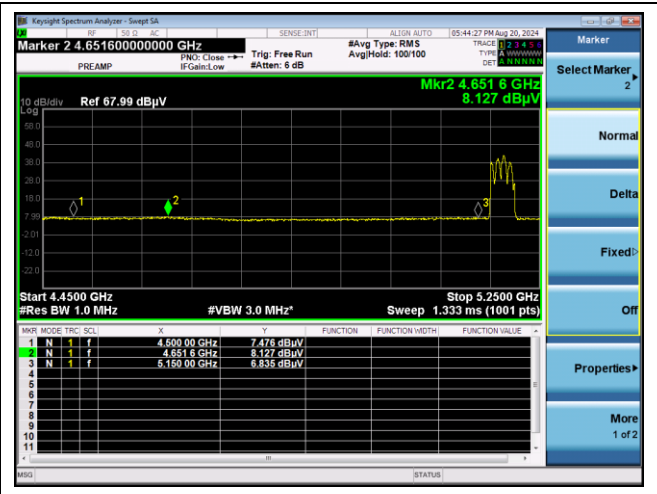 Keysight Spectrum Analyzer - Swept SA
RF 50 Ω AC SENSE:INT ALIGN AUTO 05:44:27 PM Aug 20, 2024
Marker 2 4.651600000000 GHz
PREAMP
PNO: Close
IFGain:Low
Trig: Free Run
#Atten: 6 dB
#Avg Type: RMS
Avg|Hold: 100/100
TRACE 1 2 3 4 5 6
TYPE A WWWWW
DET A N N N N N
Mkr2 4.651 6 GHz
8.127 dBµV
10 dB/div Ref 67.99 dBµV
Log
58.0
48.0
38.0
28.0
18.0
7.99
-2.01
-12.0
-22.0
1
2
3
Start 4.4500 GHz Stop 5.2500 GHz
#Res BW 1.0 MHz #VBW 3.0 MHz* Sweep 1.333 ms (1001 pts)
MKR MODE TRC SCL X Y FUNCTION FUNCTION WIDTH FUNCTION VALUE
1 N 1 f 4.500 00 GHz 7.476 dBµV
2 N 1 f 4.651 6 GHz 8.127 dBµV
3 N 1 f 5.150 00 GHz 6.835 dBµV
4
5
6
7
8
9
10
11
MSG STATUS
Marker
Select Marker
2
Normal
Delta
Fixed
Off
Properties
More
1 of 2